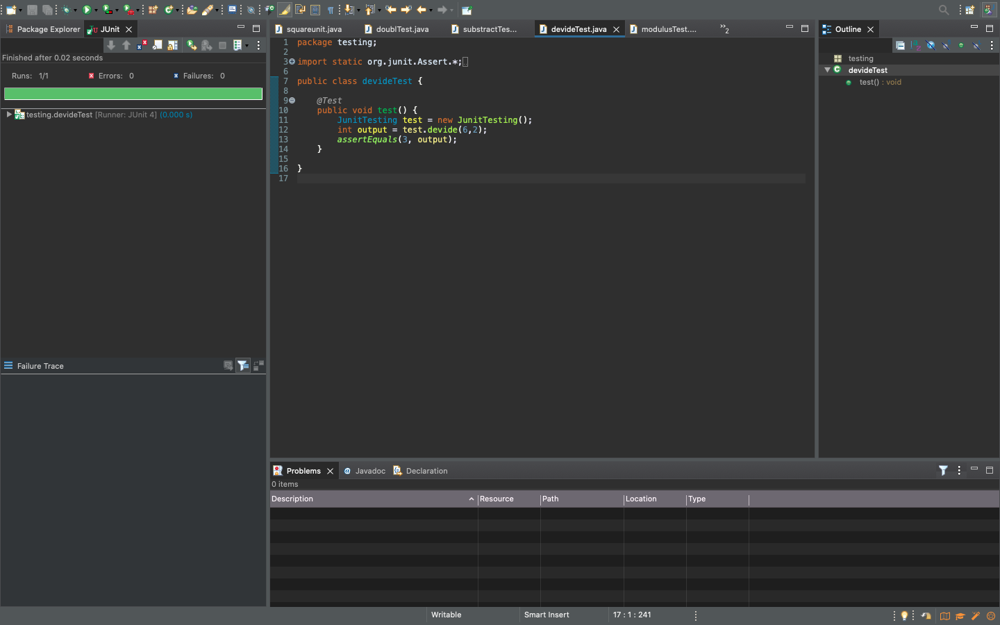 Package Explorer
JUnit
Finished after 0.02 seconds
Runs: 1/1
Errors: 0
Failures: 0
testing.devideTest [Runner: JUnit 4] (0.000 s)
Failure Trace
squareunit.java
doublTest.java
substractTes...
devideTest.java
modulusTest....
»2
1 package testing;
2
3 import static org.junit.Assert.*;
6
7 public class devideTest {
8
9 @Test
10 public void test() {
11 JunitTesting test = new JunitTesting();
12 int output = test.devide(6,2);
13 assertEquals(3, output);
14 }
15
16 }
17
Outline
testing
devideTest
test() : void
Problems
Javadoc
Declaration
0 items
Description Resource Path Location Type
Writable
Smart Insert
17 : 1 : 241